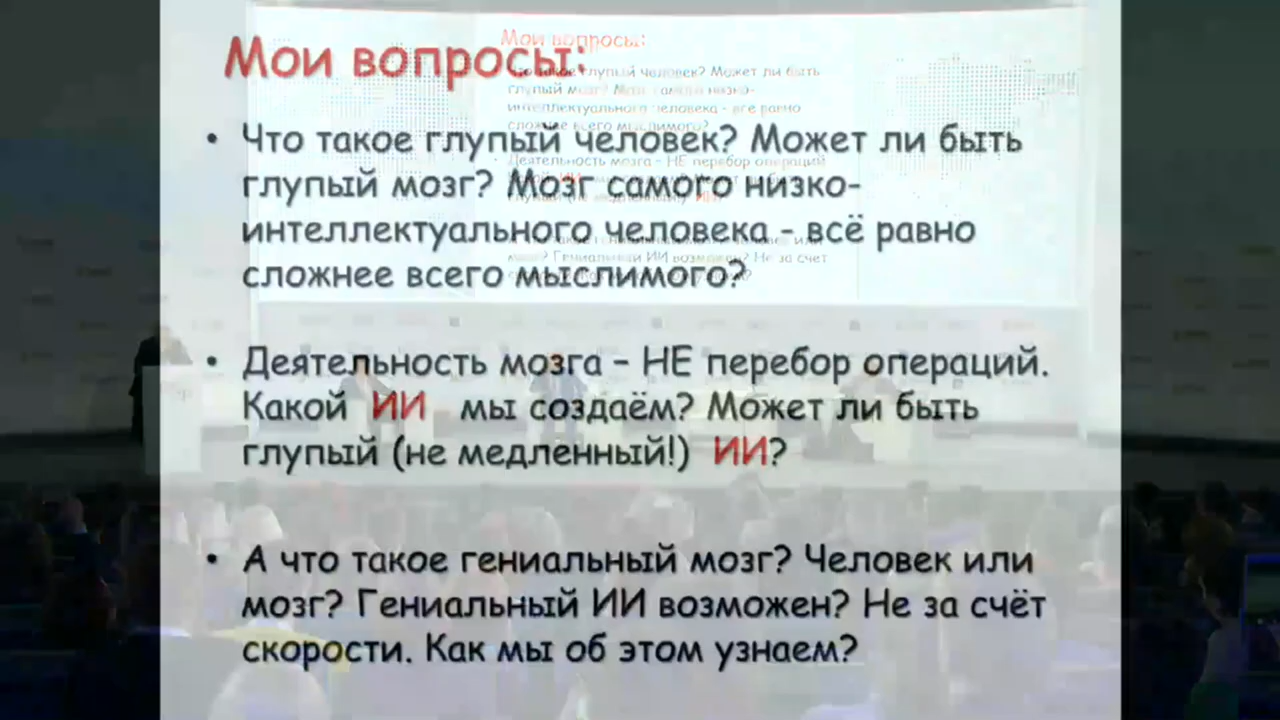 Мои вопросы:
• Что такое глупый человек? Может ли быть
глупый мозг? Мозг самого низко-
интеллектуального человека - всё равно
сложнее всего мыслимого?
• Деятельность мозга – НЕ перебор операций.
Какой ИИ мы создаём? Может ли быть
глупый (не медленный!) ИИ?
• А что такое гениальный мозг? Человек или
мозг? Гениальный ИИ возможен? Не за счёт
скорости. Как мы об этом узнаем?